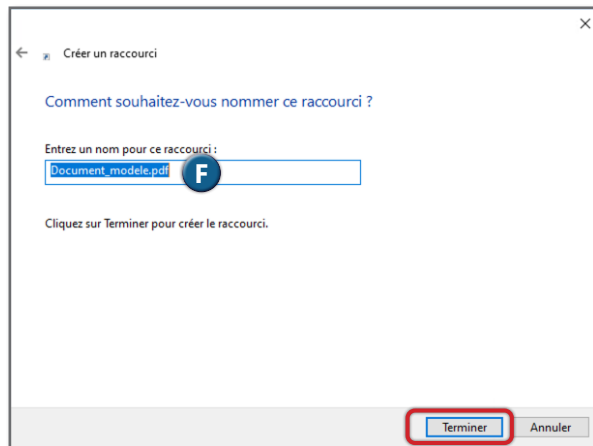 Créer un raccourci
Comment souhaitez-vous nommer ce raccourci ?
Entrez un nom pour ce raccourci :
Document_modele.pdf F
Cliquez sur Terminer pour créer le raccourci.
Terminer Annuler